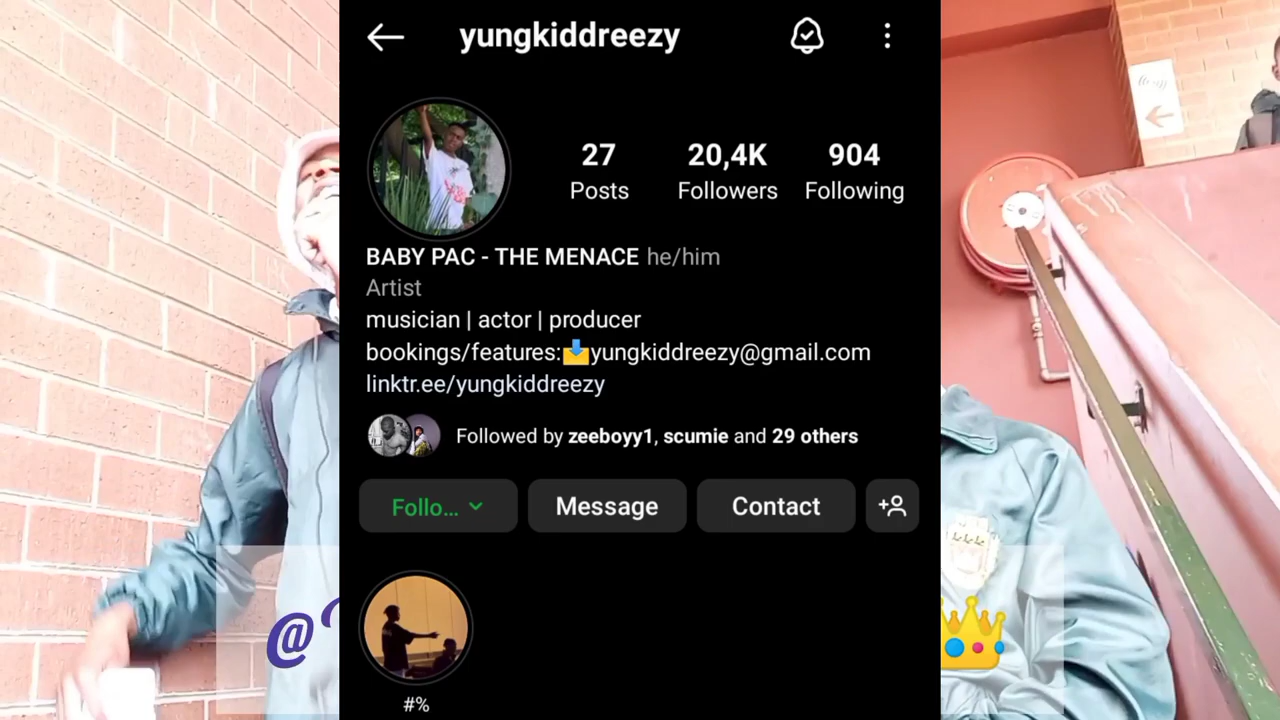 yungkiddreezy
27 20,4K 904
Posts Followers Following
BABY PAC - THE MENACE he/him
Artist
musician | actor | producer
bookings/features:📩yungkiddreezy@gmail.com
linktr.ee/yungkiddreezy
Followed by zeeboyy1, scumie and 29 others
Follo... Message Contact
#%
@